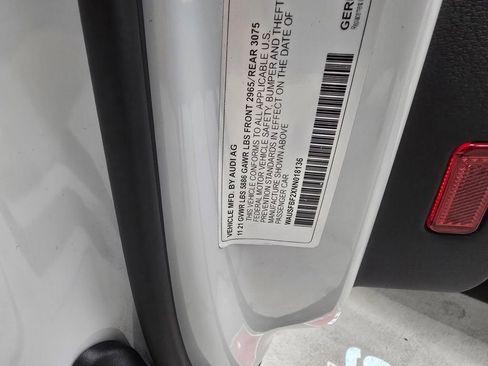 VEHICLE MFD. BY AUDI AG
11 21 GVWR LBS 5886 GAWR LBS FRONT 2965/REAR 3075
THIS VEHICLE CONFORMS TO ALL APPLICABLE U.S.
FEDERAL MOTOR VEHICLE SAFETY, BUMPER AND THEFT
PREVENTION STANDARDS IN EFFECT ON THE DATE OF
MANUFACTURE SHOWN ABOVE
PASSENGER CAR
WAUSFBF2XNN018136
GER